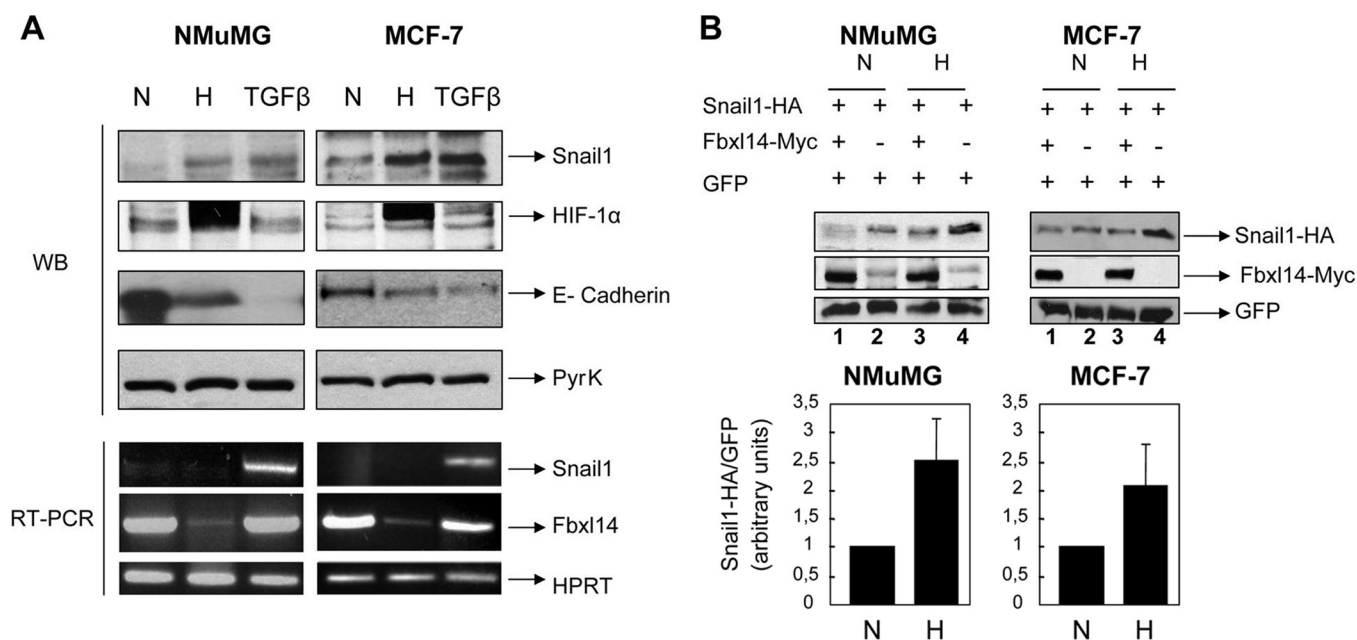 A
NMuMG MCF-7
N H TGFβ N H TGFβ
Snail1
HIF-1α
WB
E- Cadherin
PyrK
Snail1
RT-PCR
Fbxl14
HPRT
B
NMuMG MCF-7
N H N H
Snail1-HA + + + + + + + +
Fbxl14-Myc + - + - + - + -
GFP + + + + + + + +
Snail1-HA
Fbxl14-Myc
GFP
1 2 3 4 1 2 3 4
NMuMG MCF-7
Snail1-HA/GFP
(arbitrary units)
3,5 3,5
3 3
2,5 2,5
2 2
1,5 1,5
1 1
0,5 0,5
0 0
N H N H